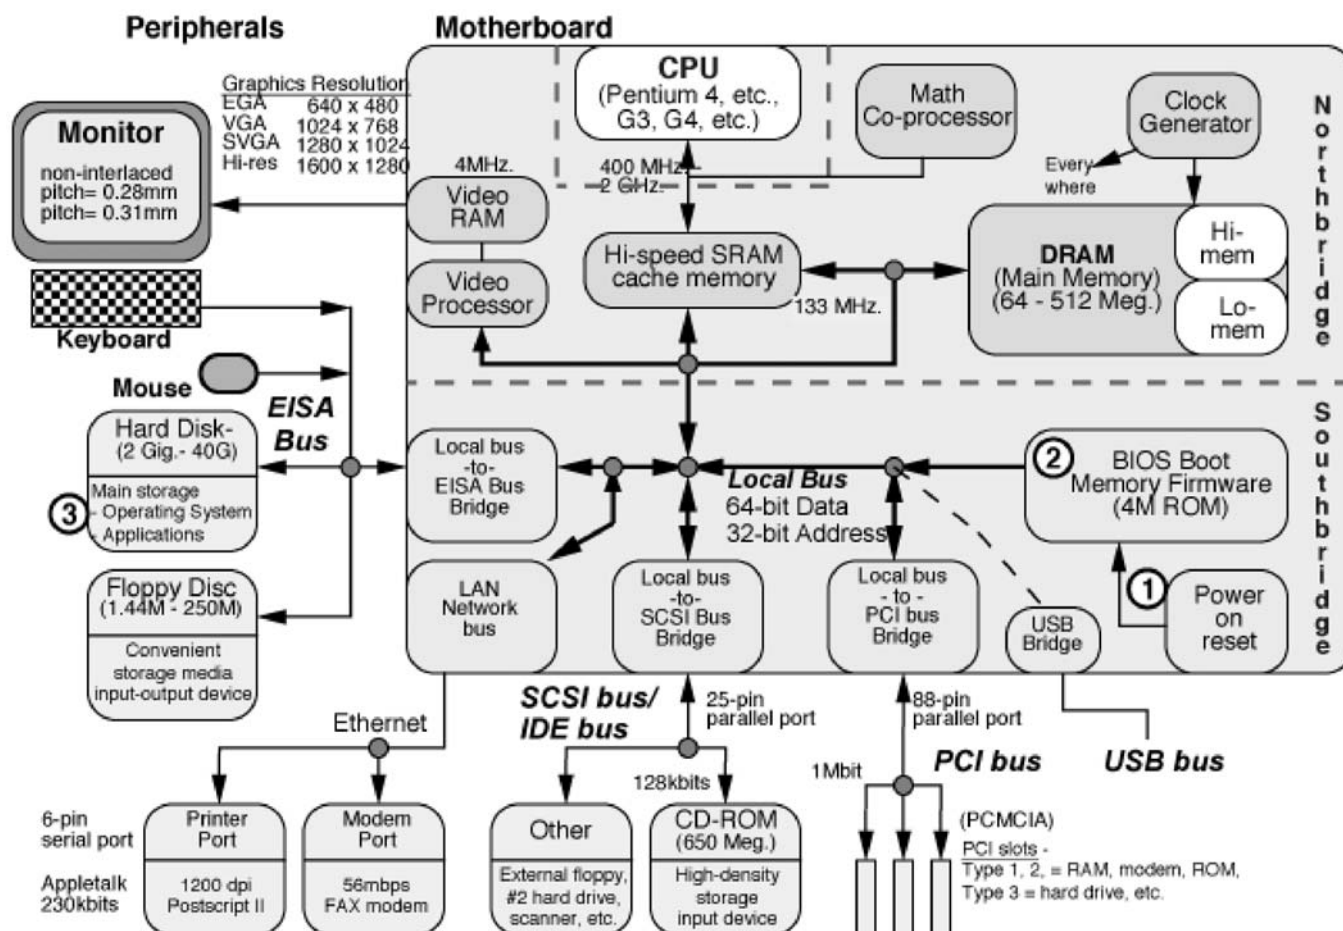 Peripherals
Motherboard
Graphics Resolution
EGA 640 x 480
VGA 1024 x 768
SVGA 1280 x 1024
Hi-res 1600 x 1280
Monitor
non-interlaced
pitch= 0.28mm
pitch= 0.31mm
Keyboard
Mouse
EISA
Bus
Hard Disk-
(2 Gig.- 40G)
Main storage
- Operating System
- Applications
3
Floppy Disc
(1.44M - 250M)
Convenient
storage media
input-output device
CPU
(Pentium 4, etc.,
G3, G4, etc.)
400 MHz.-
2 GHz.
Math
Co-processor
Clock
Generator
Every
where
Northbridge
4MHz.
Video
RAM
Video
Processor
Hi-speed SRAM
cache memory
133 MHz.
DRAM
(Main Memory)
(64 - 512 Meg.)
Hi-
mem
Lo-
mem
Southbridge
Local bus
-to-
EISA Bus
Bridge
Local Bus
64-bit Data
32-bit Address
2
BIOS Boot
Memory Firmware
(4M ROM)
1
Power
on
reset
LAN
Network
bus
Local bus
-to-
SCSI Bus
Bridge
Local bus
- to -
PCI bus
Bridge
USB
Bridge
Ethernet
SCSI bus/
IDE bus
25-pin
parallel port
88-pin
parallel port
PCI bus
USB bus
128kbits
1Mbit
6-pin
serial port
Appletalk
230kbits
Printer
Port
1200 dpi
Postscript II
Modem
Port
56mbps
FAX modem
Other
External floppy,
#2 hard drive,
scanner, etc.
CD-ROM
(650 Meg.)
High-density
storage
input device
(PCMCIA)
PCI slots -
Type 1, 2, = RAM, modem, ROM,
Type 3 = hard drive, etc.